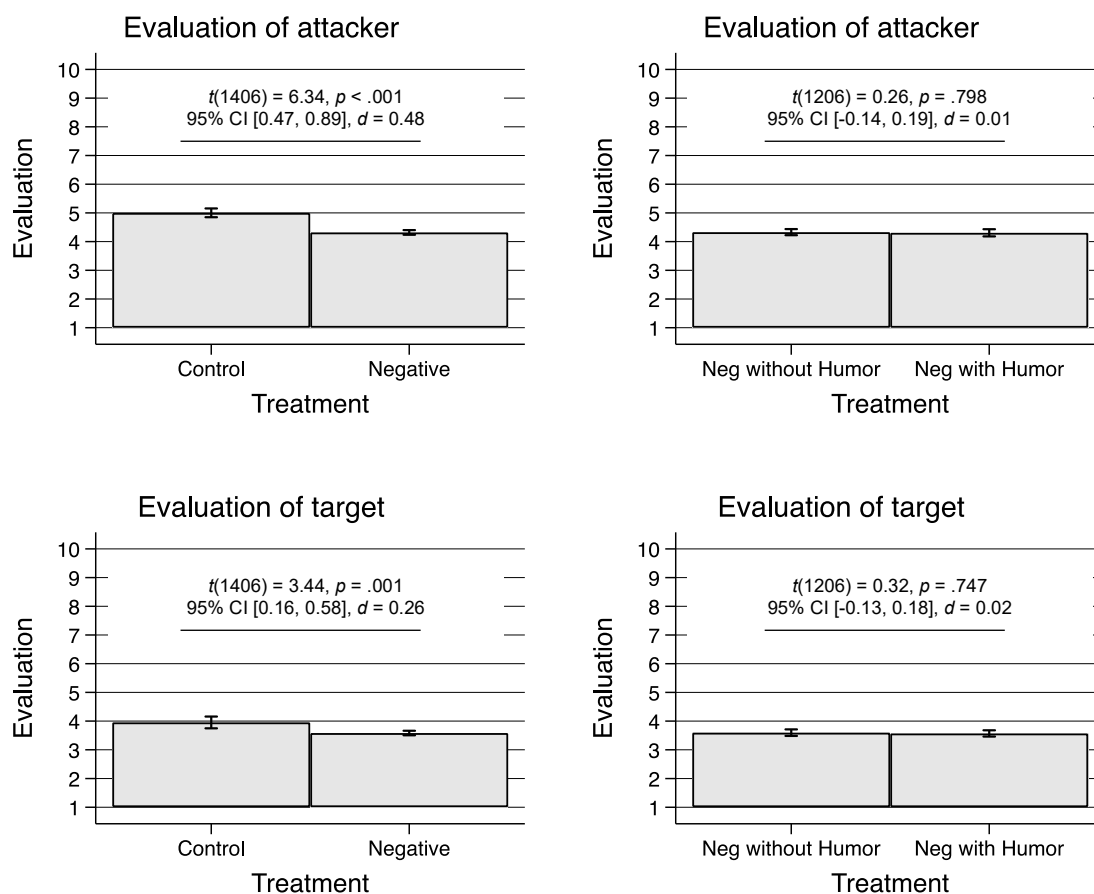 Evaluation of attacker
Evaluation
10
9
8
7
6
5
4
3
2
1
t(1406) = 6.34, p < .001
95% CI [0.47, 0.89], d = 0.48
Control
Negative
Treatment
Evaluation of attacker
Evaluation
10
9
8
7
6
5
4
3
2
1
t(1206) = 0.26, p = .798
95% CI [-0.14, 0.19], d = 0.01
Neg without Humor
Neg with Humor
Treatment
Evaluation of target
Evaluation
10
9
8
7
6
5
4
3
2
1
t(1406) = 3.44, p = .001
95% CI [0.16, 0.58], d = 0.26
Control
Negative
Treatment
Evaluation of target
Evaluation
10
9
8
7
6
5
4
3
2
1
t(1206) = 0.32, p = .747
95% CI [-0.13, 0.18], d = 0.02
Neg without Humor
Neg with Humor
Treatment